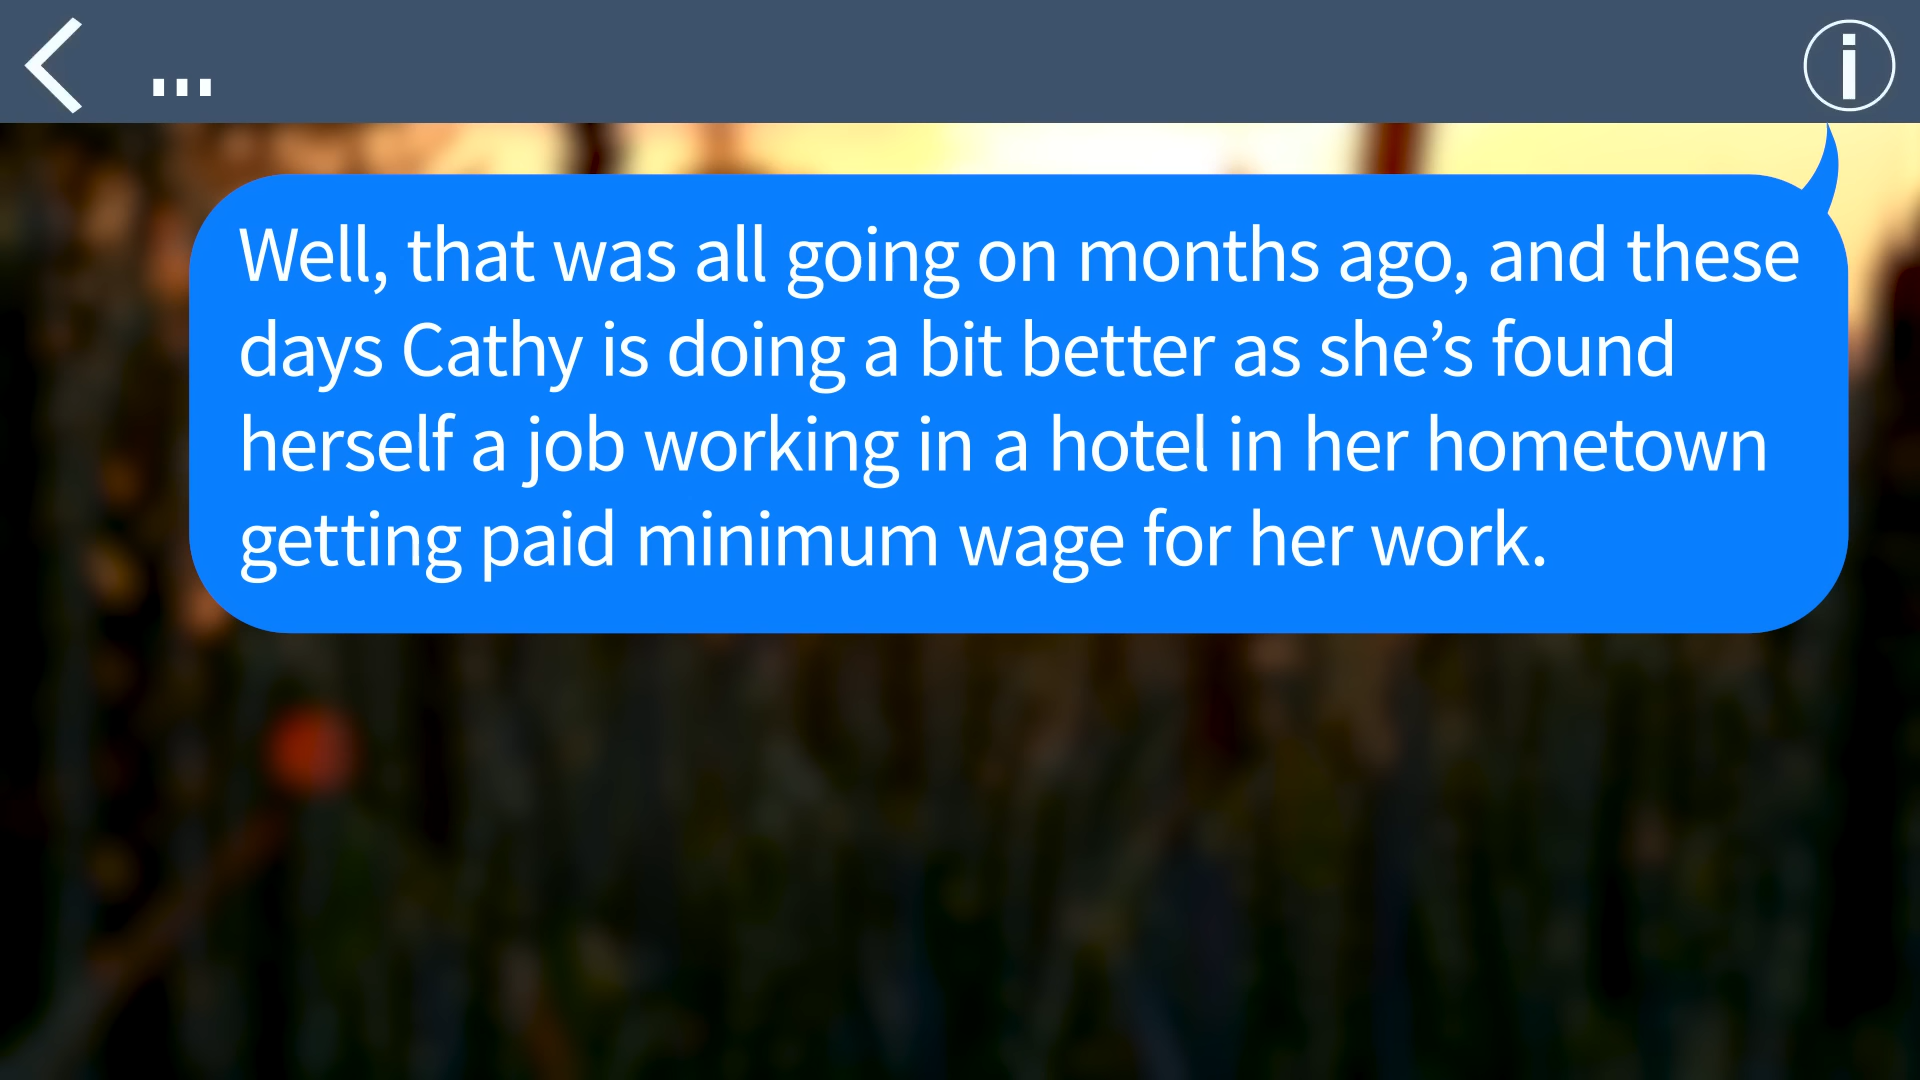 ...
Well, that was all going on months ago, and these
days Cathy is doing a bit better as she’s found
herself a job working in a hotel in her hometown
getting paid minimum wage for her work.